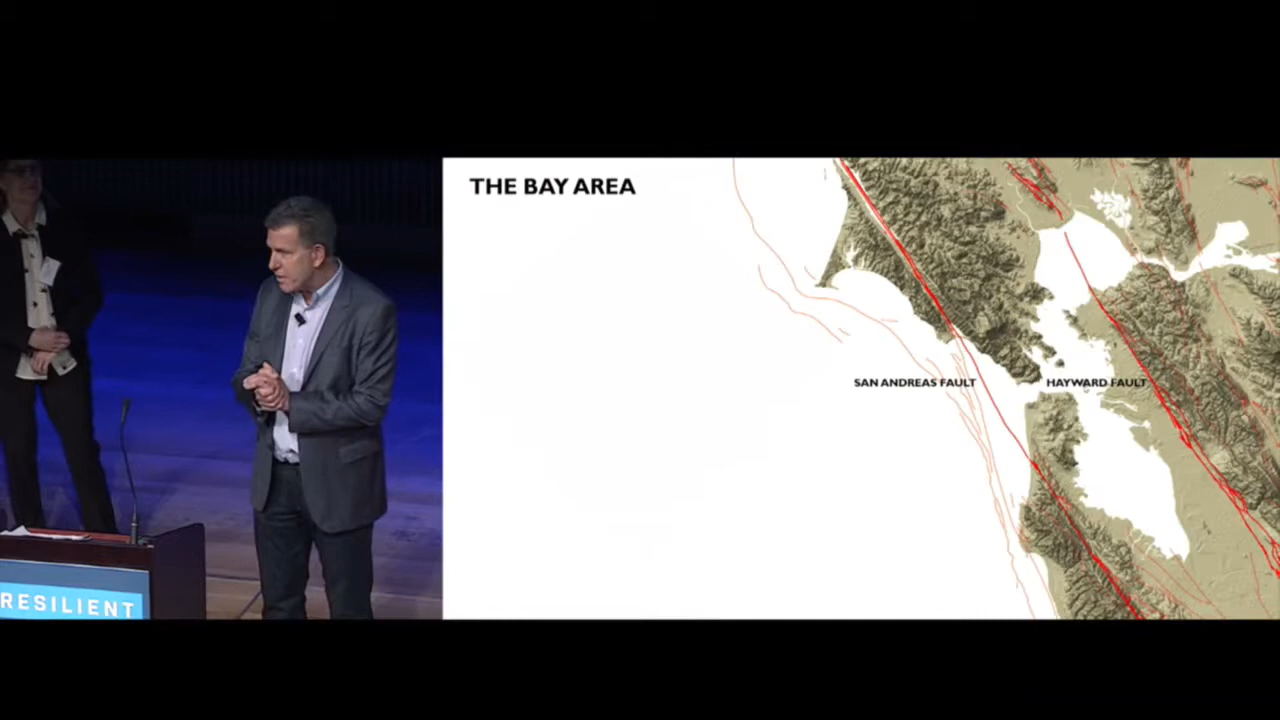 THE BAY AREA
SAN ANDREAS FAULT
HAYWARD FAULT
RESILIENT